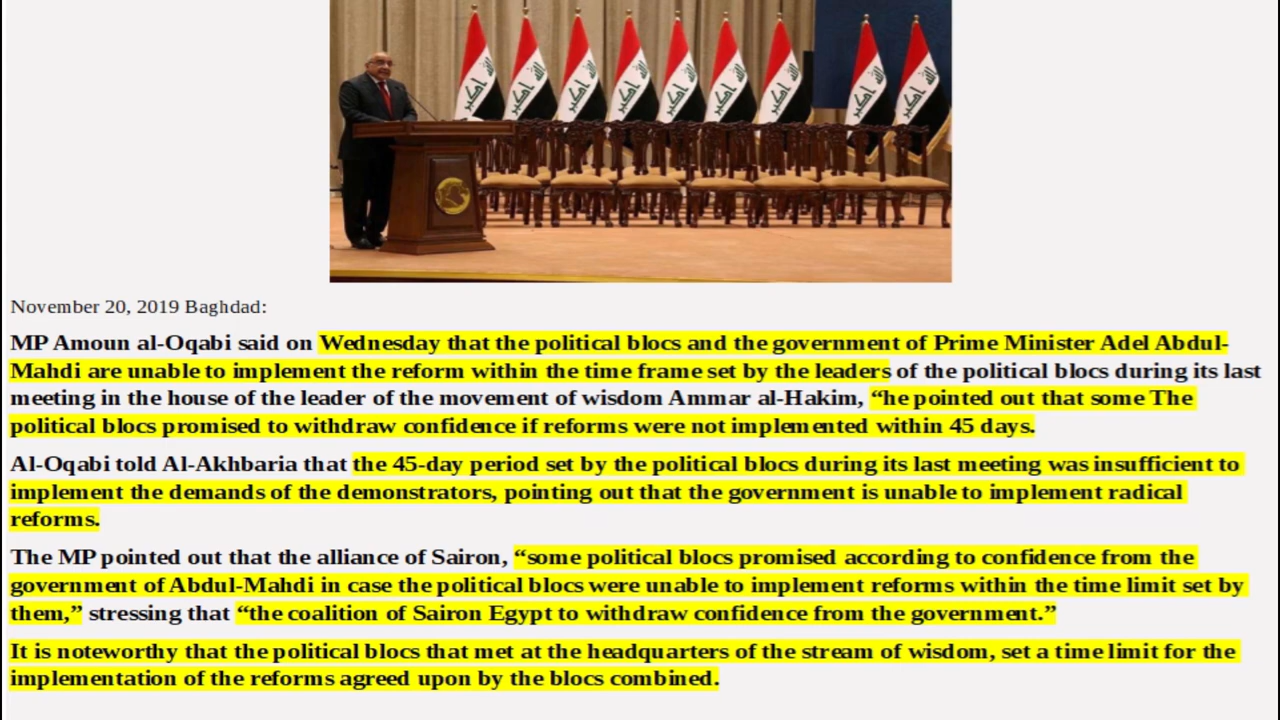 November 20, 2019 Baghdad:
MP Amoun al-Oqabi said on Wednesday that the political blocs and the government of Prime Minister Adel Abdul-
Mahdi are unable to implement the reform within the time frame set by the leaders of the political blocs during its last
meeting in the house of the leader of the movement of wisdom Ammar al-Hakim, “he pointed out that some The
political blocs promised to withdraw confidence if reforms were not implemented within 45 days.
Al-Oqabi told Al-Akhbaria that the 45-day period set by the political blocs during its last meeting was insufficient to
implement the demands of the demonstrators, pointing out that the government is unable to implement radical
reforms.
The MP pointed out that the alliance of Sairon, “some political blocs promised according to confidence from the
government of Abdul-Mahdi in case the political blocs were unable to implement reforms within the time limit set by
them,” stressing that “the coalition of Sairon Egypt to withdraw confidence from the government.”
It is noteworthy that the political blocs that met at the headquarters of the stream of wisdom, set a time limit for the
implementation of the reforms agreed upon by the blocs combined.